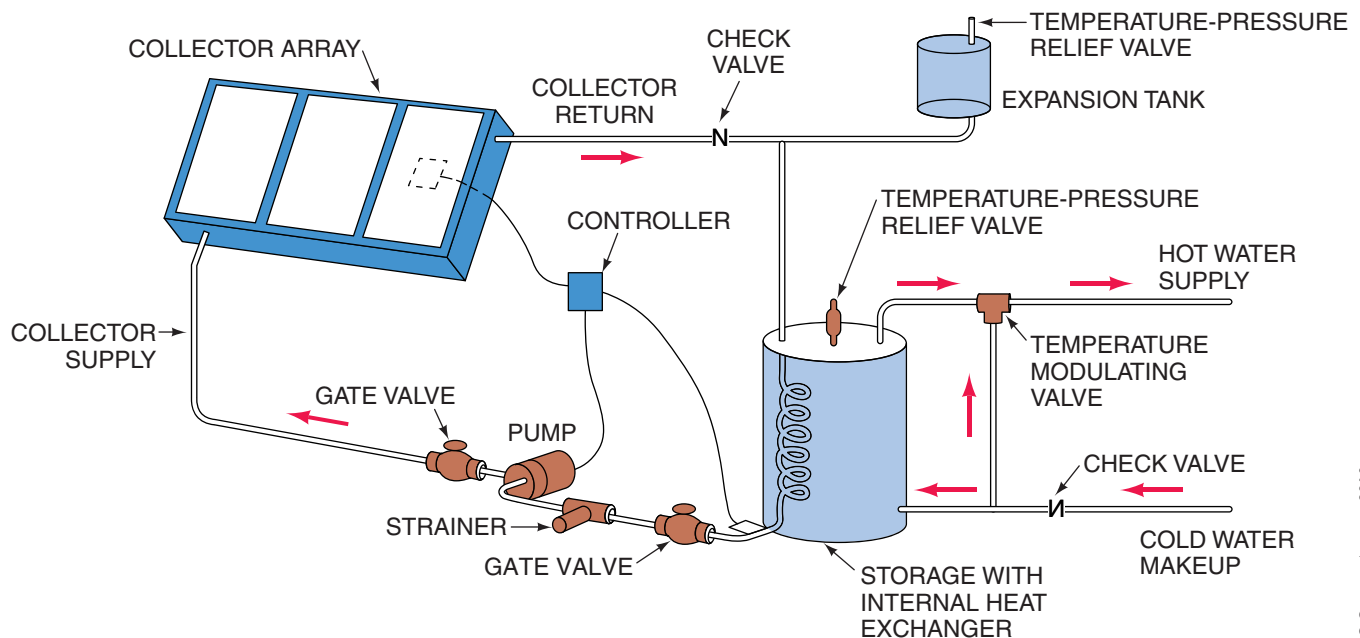 COLLECTOR ARRAY
CHECK
VALVE
TEMPERATURE-PRESSURE
RELIEF VALVE
COLLECTOR
RETURN
EXPANSION TANK
TEMPERATURE-PRESSURE
RELIEF VALVE
CONTROLLER
HOT WATER
SUPPLY
COLLECTOR
SUPPLY
TEMPERATURE
MODULATING
VALVE
GATE VALVE
PUMP
CHECK VALVE
STRAINER
GATE VALVE
COLD WATER
MAKEUP
STORAGE WITH
INTERNAL HEAT
EXCHANGER